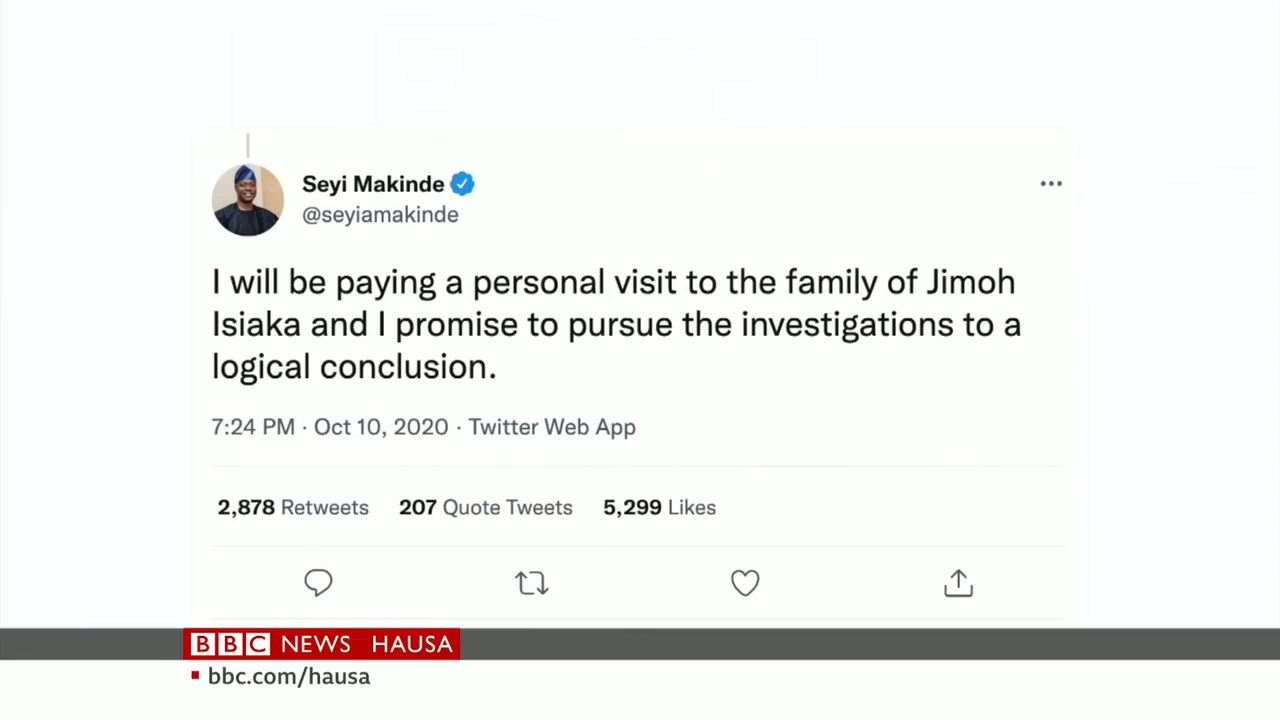 Seyi Makinde
@seyiamakinde
I will be paying a personal visit to the family of Jimoh
Isiaka and I promise to pursue the investigations to a
logical conclusion.
7:24 PM · Oct 10, 2020 · Twitter Web App
2,878 Retweets 207 Quote Tweets 5,299 Likes
BBC NEWS HAUSA
bbc.com/hausa